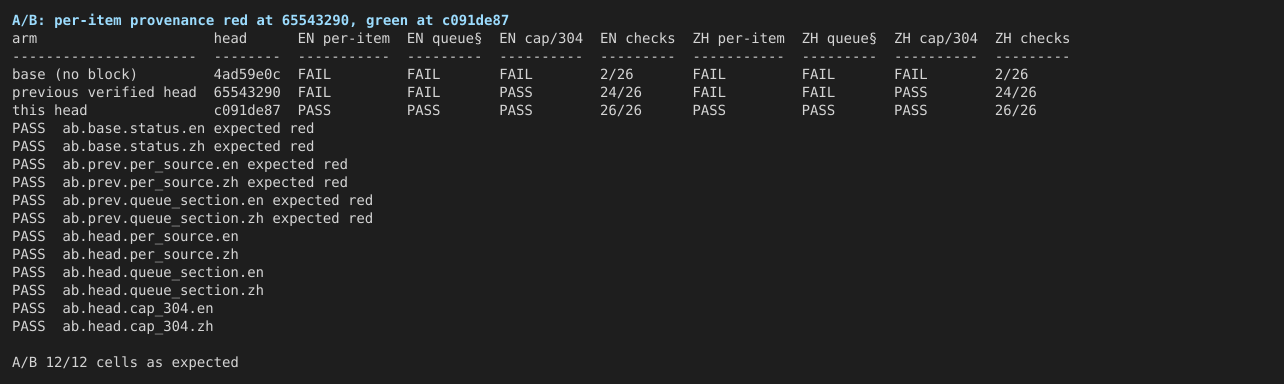 A/B: per-item provenance red at 65543290, green at c091de87
arm                     head      EN per-item  EN queue§  EN cap/304  EN checks  ZH per-item  ZH queue§  ZH cap/304  ZH checks
----------------------  --------  -----------  ---------  ----------  ---------  -----------  ---------  ----------  ---------
base (no block)         4ad59e0c  FAIL         FAIL       FAIL        2/26       FAIL         FAIL       FAIL        2/26
previous verified head  65543290  FAIL         FAIL       PASS        24/26      FAIL         FAIL       PASS        24/26
this head               c091de87  PASS         PASS       PASS        26/26      PASS         PASS       PASS        26/26
PASS  ab.base.status.en expected red
PASS  ab.base.status.zh expected red
PASS  ab.prev.per_source.en expected red
PASS  ab.prev.per_source.zh expected red
PASS  ab.prev.queue_section.en expected red
PASS  ab.prev.queue_section.zh expected red
PASS  ab.head.per_source.en
PASS  ab.head.per_source.zh
PASS  ab.head.queue_section.en
PASS  ab.head.queue_section.zh
PASS  ab.head.cap_304.en
PASS  ab.head.cap_304.zh
A/B 12/12 cells as expected